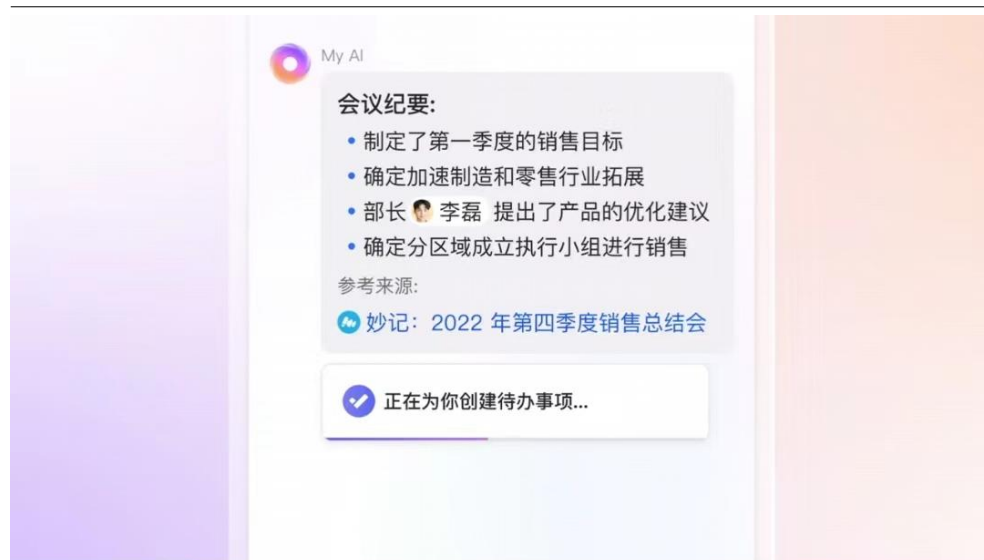 My AI
会议纪要:
• 制定了第一季度的销售目标
• 确定加速制造和零售行业拓展
• 部长 李磊 提出了产品的优化建议
• 确定分区域成立执行小组进行销售
参考来源:
妙记：2022 年第四季度销售总结会
正在为你创建待办事项...